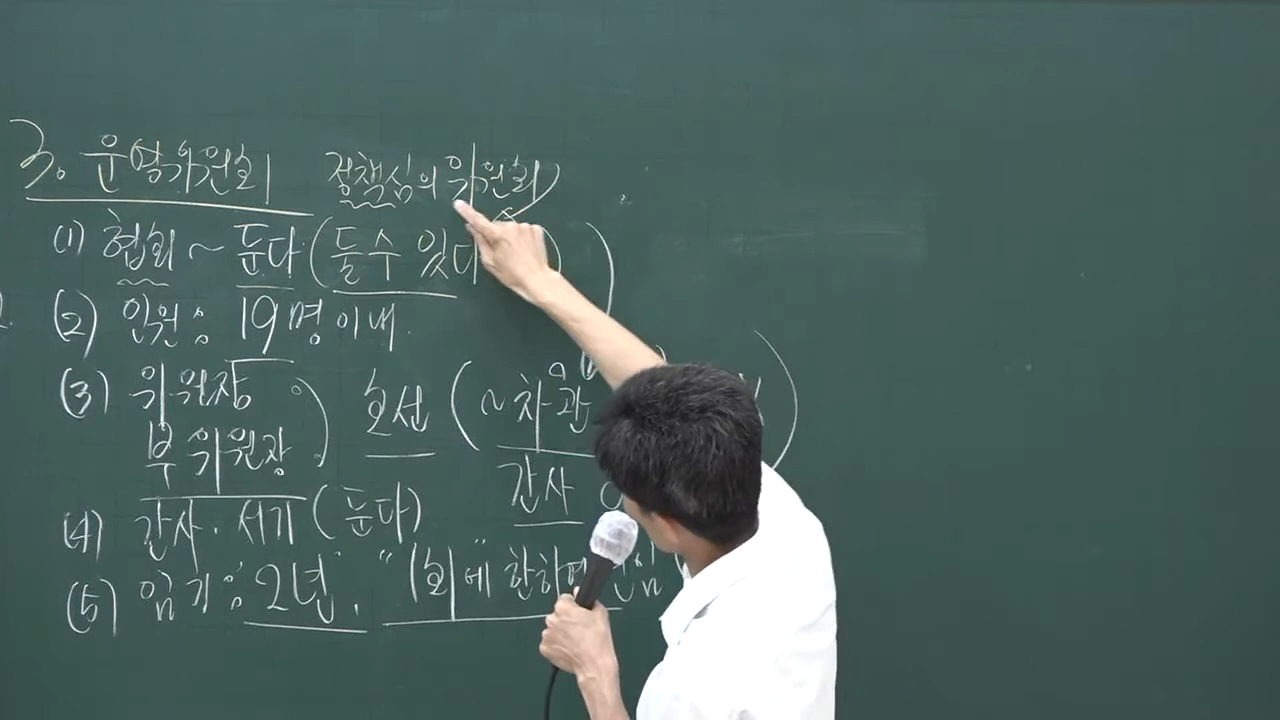 3. 운영위원회 정책심의위원회)
(1) 협회 ~ 둔다 (둘 수 있다 )
(2) 인원 : 19명 이내.
(3) 위원장 호선 (~차관
부위원장 간사
(4) 간사. 서기 (둔다)
(5) 임기 : 2년. "1회"에 한하여